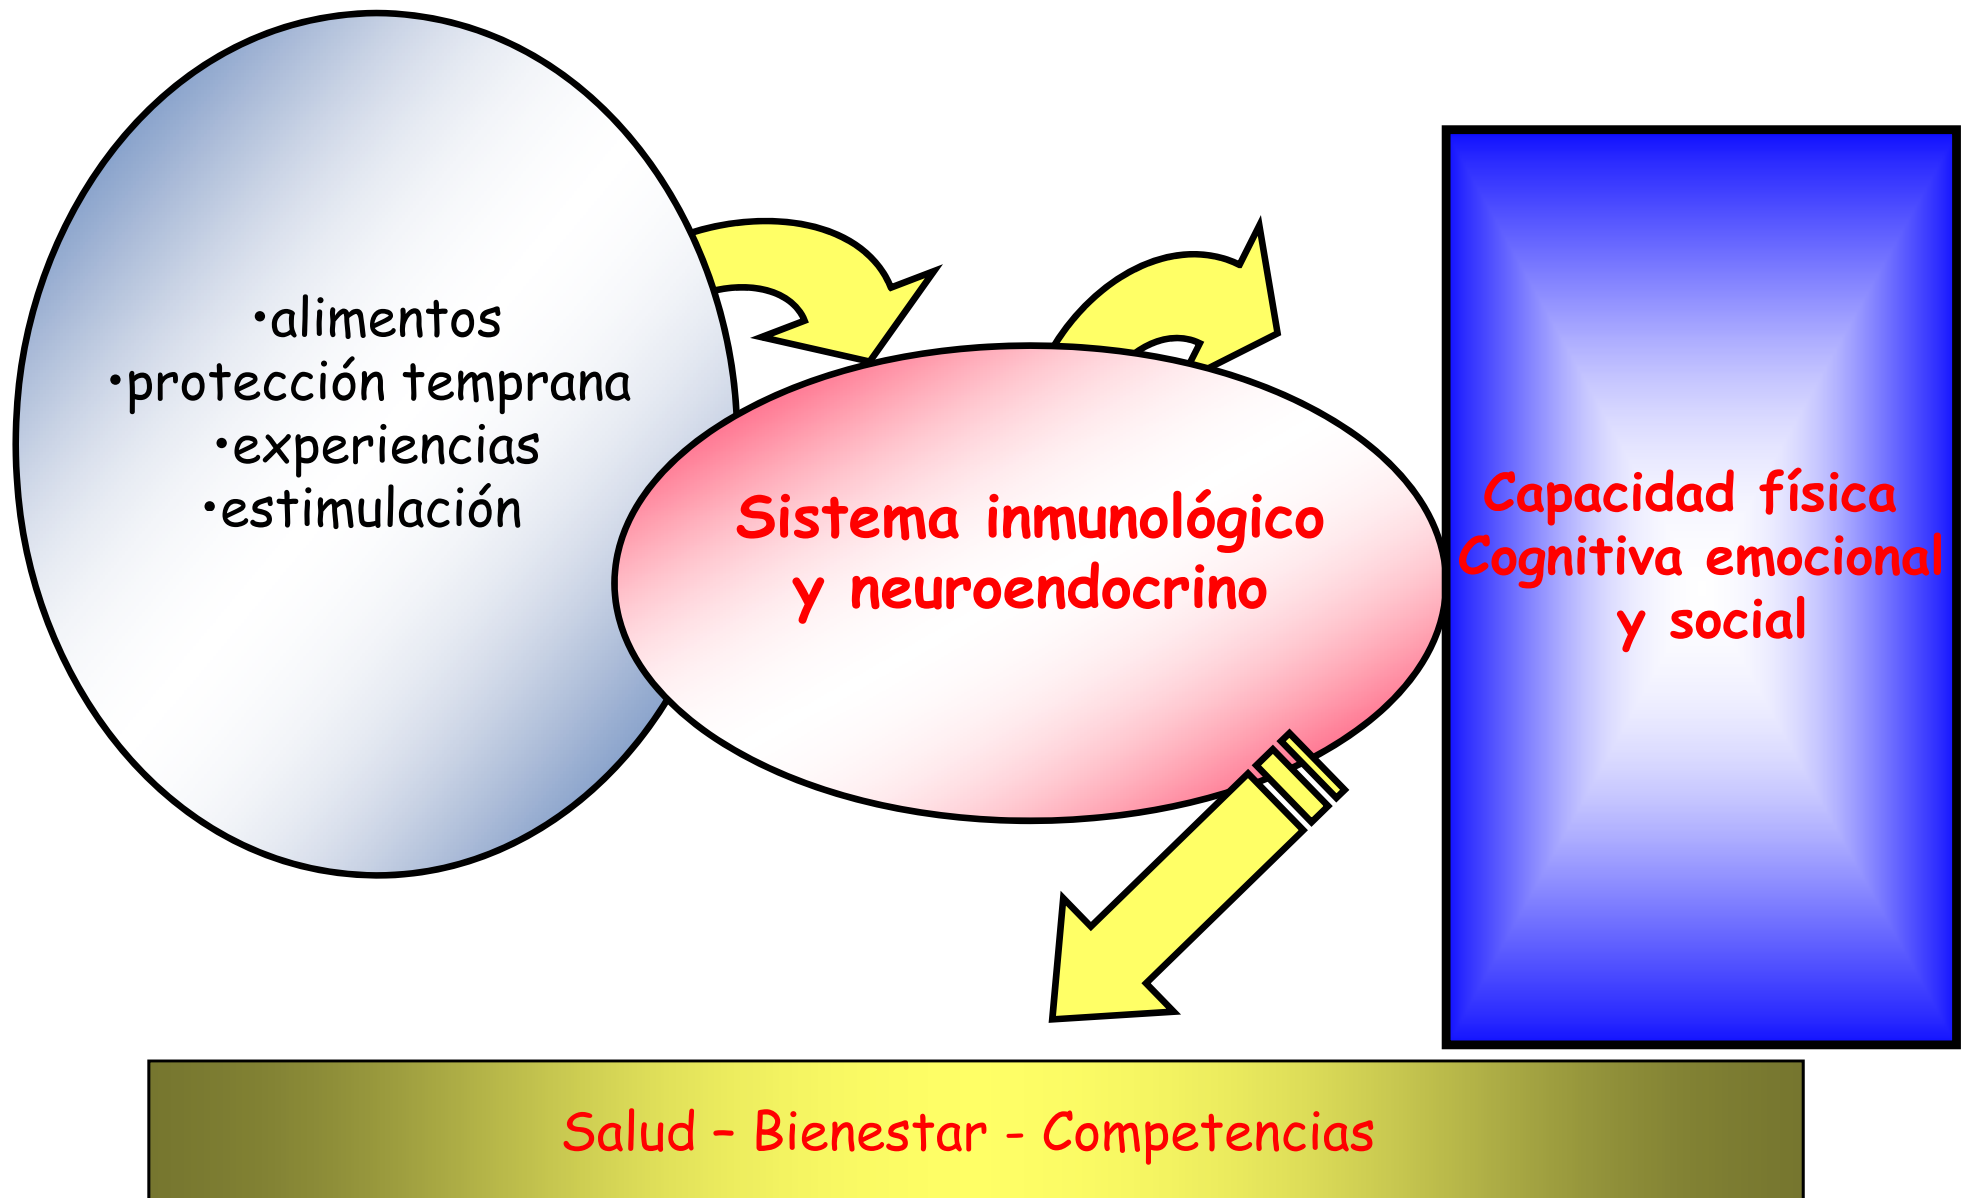 •alimentos
•protección temprana
•experiencias
•estimulación
Sistema inmunológico
y neuroendocrino
Capacidad física
Cognitiva emocional
y social
Salud – Bienestar - Competencias